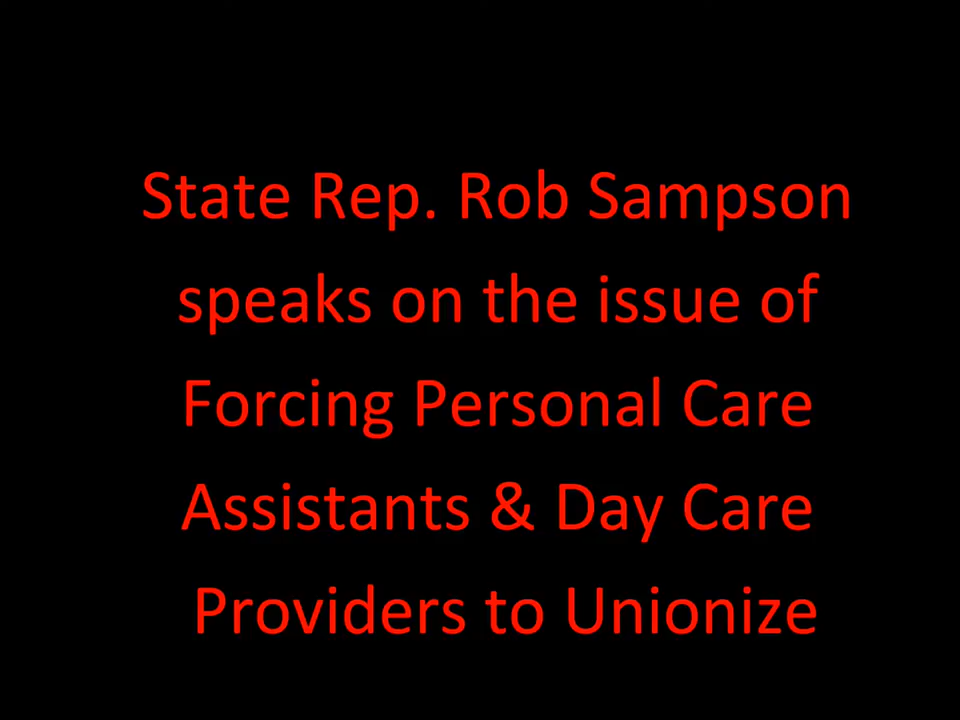 State Rep. Rob Sampson
speaks on the issue of
Forcing Personal Care
Assistants & Day Care
Providers to Unionize